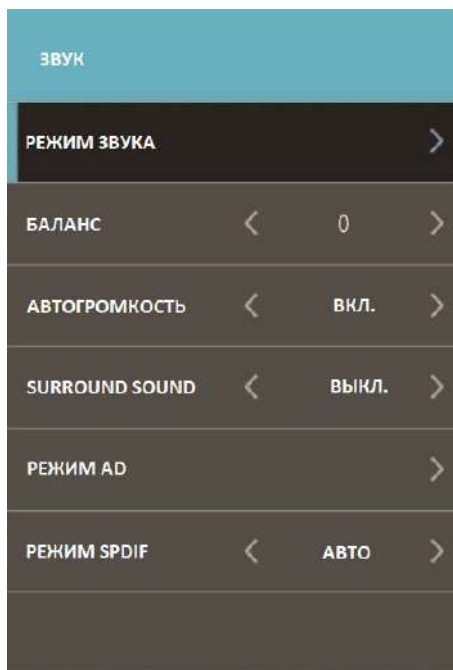 ЗВУК
РЕЖИМ ЗВУКА
БАЛАНС 0
АВТОГРОМКОСТЬ ВКЛ.
SURROUND SOUND ВЫКЛ.
РЕЖИМ AD
РЕЖИМ SPDIF АВТО